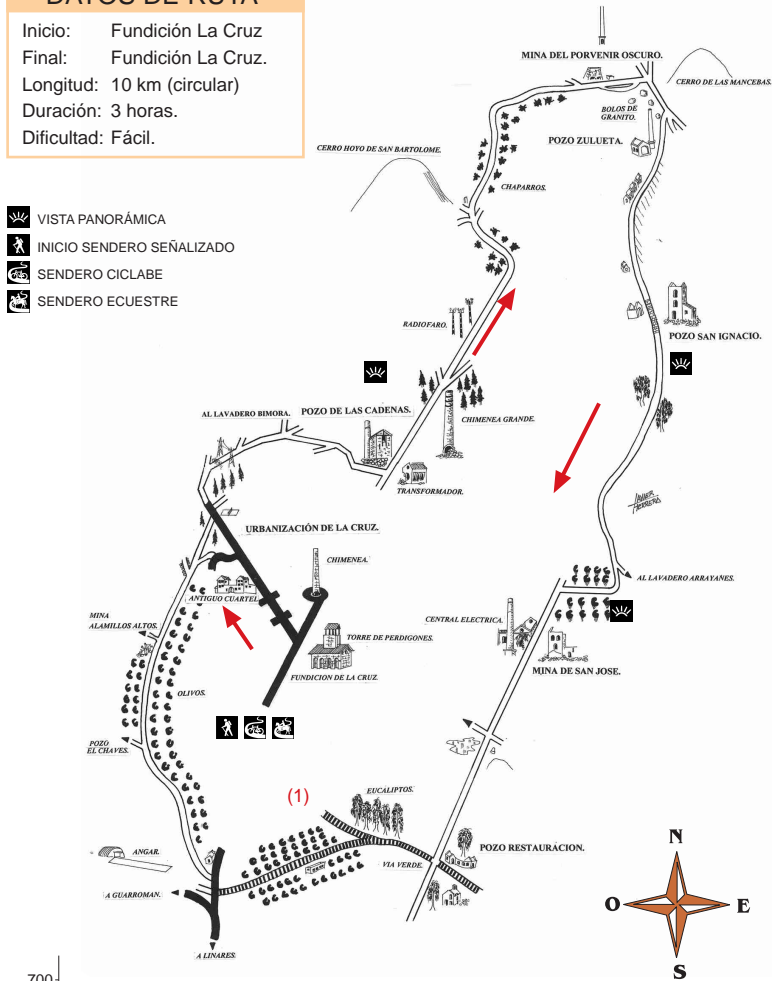 DATOS DE RUTA
Inicio: Fundición La Cruz
Final: Fundición La Cruz.
Longitud: 10 km (circular)
Duración: 3 horas.
Dificultad: Fácil.
VISTA PANORÁMICA
INICIO SENDERO SEÑALIZADO
SENDERO CICLABE
SENDERO ECUESTRE
MINA DEL PORVENIR OSCURO.
CERRO DE LAS MANCEBAS.
BOLOS DE
GRANITO.
POZO ZULUETA.
CERRO HOYO DE SAN BARTOLOME.
CHAPARROS.
RADIOFARO.
POZO SAN IGNACIO.
AL LAVADERO BIMORA.
POZO DE LAS CADENAS.
CHIMENEA GRANDE.
TRANSFORMADOR.
JAVIER
HERREROS
URBANIZACIÓN DE LA CRUZ.
CHIMENEA.
AL LAVADERO ARRAYANES.
ANTIGUO CUARTEL
CENTRAL ELECTRICA.
MINA
ALAMILLOS ALTOS.
TORRE DE PERDIGONES.
MINA DE SAN JOSE.
FUNDICION DE LA CRUZ.
OLIVOS.
POZO
EL CHAVES.
(1)
EUCALIPTOS.
ANGAR.
VIA VERDE.
POZO RESTAURACION.
A GUARROMAN.
A LINARES.
N
O
E
S
700